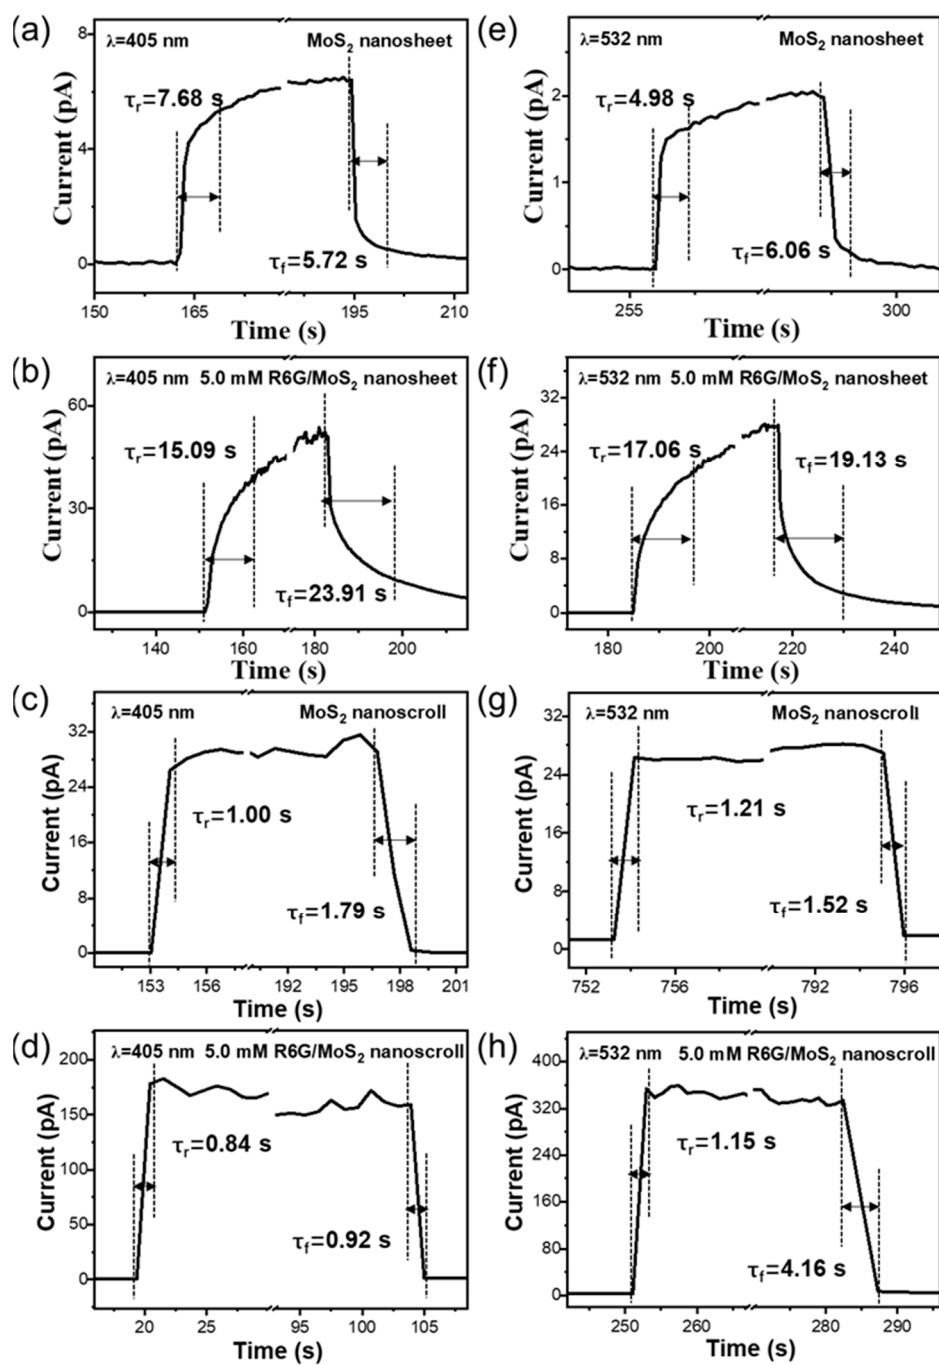 (a)
λ=405 nm MoS₂ nanosheet
τr=7.68 s
τf=5.72 s
Current (pA)
8
4
0
150 165 195 210
Time (s)
(e)
λ=532 nm MoS₂ nanosheet
τr=4.98 s
τf=6.06 s
Current (pA)
2
1
0
255 300
Time (s)
(b)
λ=405 nm 5.0 mM R6G/MoS₂ nanosheet
τr=15.09 s
τf=23.91 s
Current (pA)
60
30
0
140 160 180 200
Time (s)
(f)
λ=532 nm 5.0 mM R6G/MoS₂ nanosheet
τr=17.06 s
τf=19.13 s
Current (pA)
32
24
16
8
0
180 200 220 240
Time (s)
(c)
λ=405 nm MoS₂ nanoscroll
τr=1.00 s
τf=1.79 s
Current (pA)
32
24
16
8
0
153 156 192 195 198 201
Time (s)
(g)
λ=532 nm MoS₂ nanoscroll
τr=1.21 s
τf=1.52 s
Current (pA)
32
24
16
8
0
752 756 792 796
Time (s)
(d)
λ=405 nm 5.0 mM R6G/MoS₂ nanoscroll
τr=0.84 s
τf=0.92 s
Current (pA)
200
150
100
50
0
20 25 95 100 105
Time (s)
(h)
λ=532 nm 5.0 mM R6G/MoS₂ nanoscroll
τr=1.15 s
τf=4.16 s
Current (pA)
400
320
240
160
80
0
250 260 280 290
Time (s)